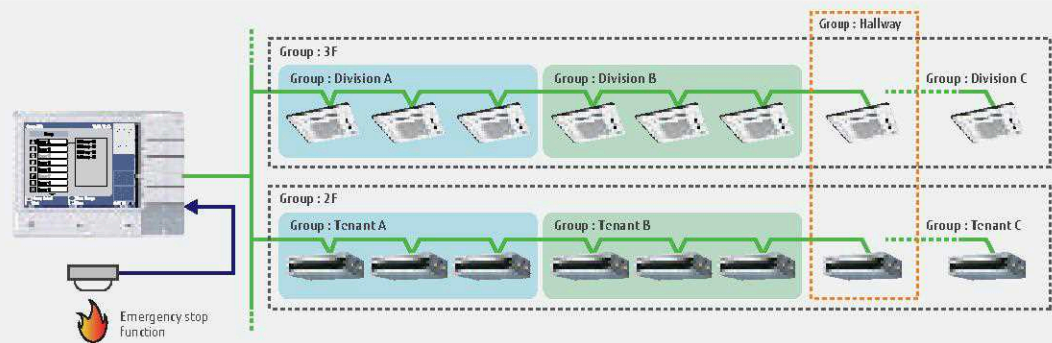 Group : Hallway
Group : 3F
Group : Division A
Group : Division B
Group : Division C
Group : 2F
Group : Tenant A
Group : Tenant B
Group : Tenant C
Emergency stop
function